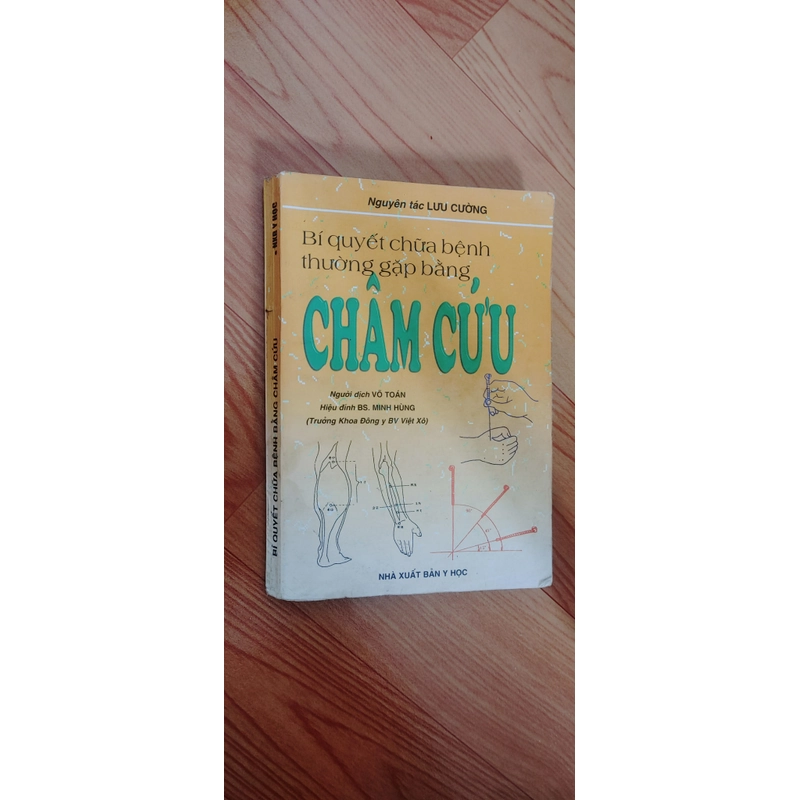 Nguyên tác LƯU CƯỜNG
Bí quyết chữa bệnh
thường gặp bằng
CHÂM CỨU
Người dịch VÕ TOÁN
Hiệu đính BS. MINH HÙNG
(Trưởng Khoa Đông y BV Việt Xô)
NHÀ XUẤT BẢN Y HỌC
BÍ QUYẾT CHỮA BỆNH BẰNG CHÂM CỨU
- NXB Y HỌC